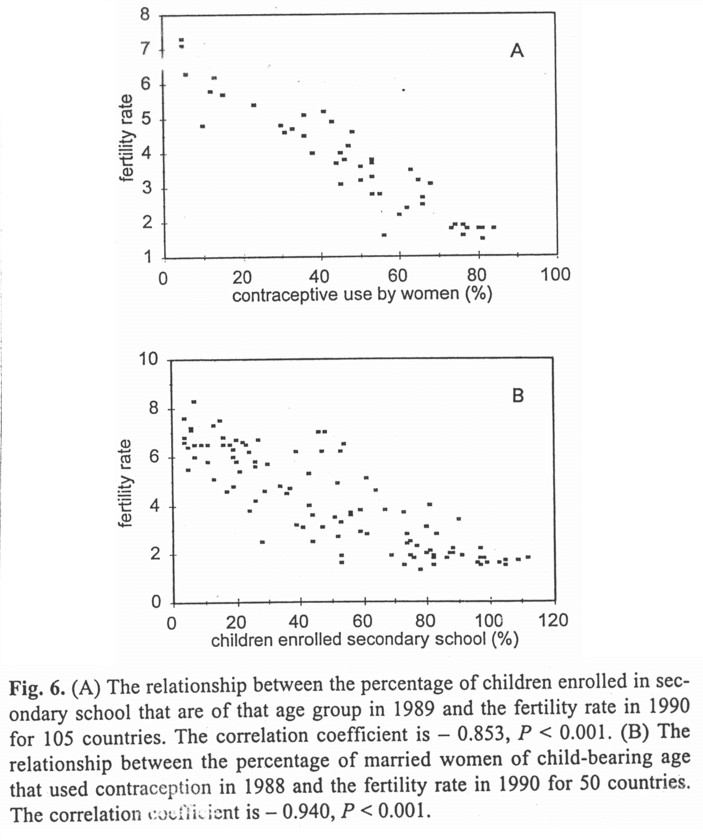 8
7
6
5
4
3
2
1
fertility rate
A
0 20 40 60 80 100
contraceptive use by women (%)
10
8
6
4
2
0
fertility rate
B
0 20 40 60 80 100 120
children enrolled secondary school (%)
Fig. 6. (A) The relationship between the percentage of children enrolled in sec-
ondary school that are of that age group in 1989 and the fertility rate in 1990
for 105 countries. The correlation coefficient is – 0.853, P < 0.001. (B) The
relationship between the percentage of married women of child-bearing age
that used contraception in 1988 and the fertility rate in 1990 for 50 countries.
The correlation coefficient is – 0.940, P < 0.001.